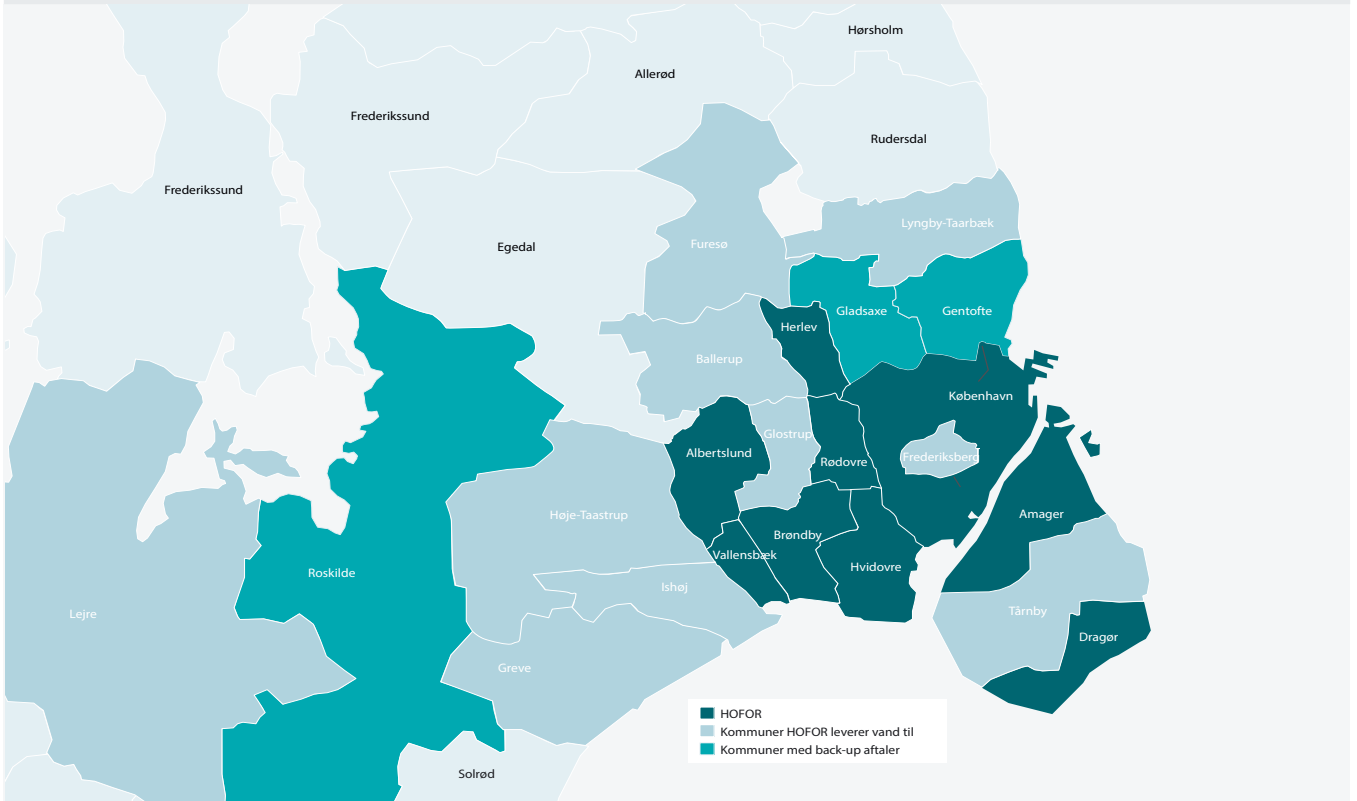 Hørsholm
Allerød
Frederikssund
Rudersdal
Frederikssund
Lyngby-Taarbæk
Furesø
Egedal
Gladsaxe
Gentofte
Herlev
Ballerup
København
Glostrup
Albertslund
Frederiksberg
Rødovre
Høje-Taastrup
Amager
Brøndby
Vallensbæk
Hvidovre
Roskilde
Ishøj
Lejre
Tårnby
Dragør
Greve
HOFOR
Kommuner HOFOR leverer vand til
Kommuner med back-up aftaler
Solrød